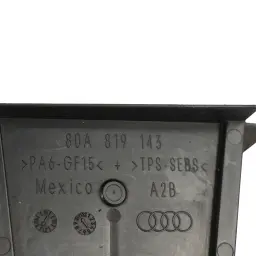 80A 819 143
>PA6-GF15< + >TPS-SEBS<
Mexico A2B